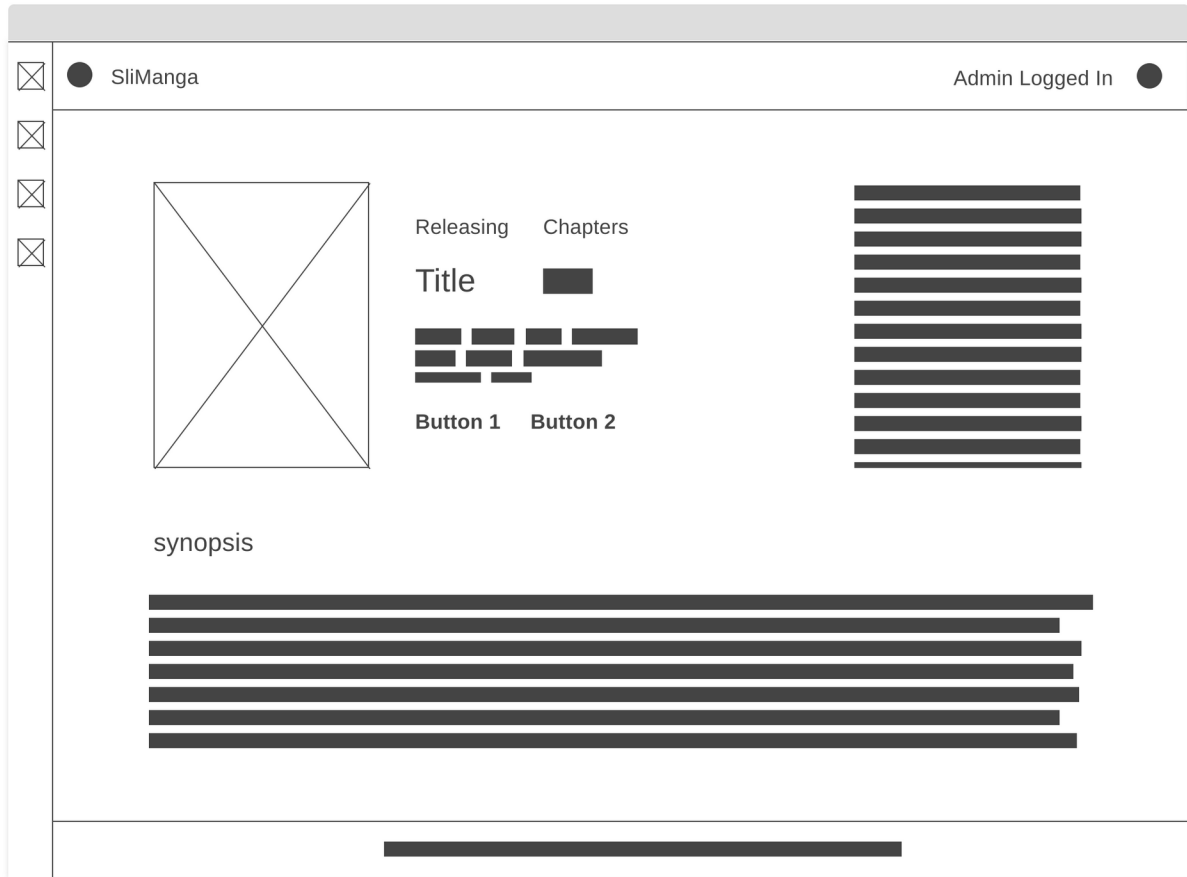 SliManga
Admin Logged In
Releasing Chapters
Title
Button 1 Button 2
synopsis